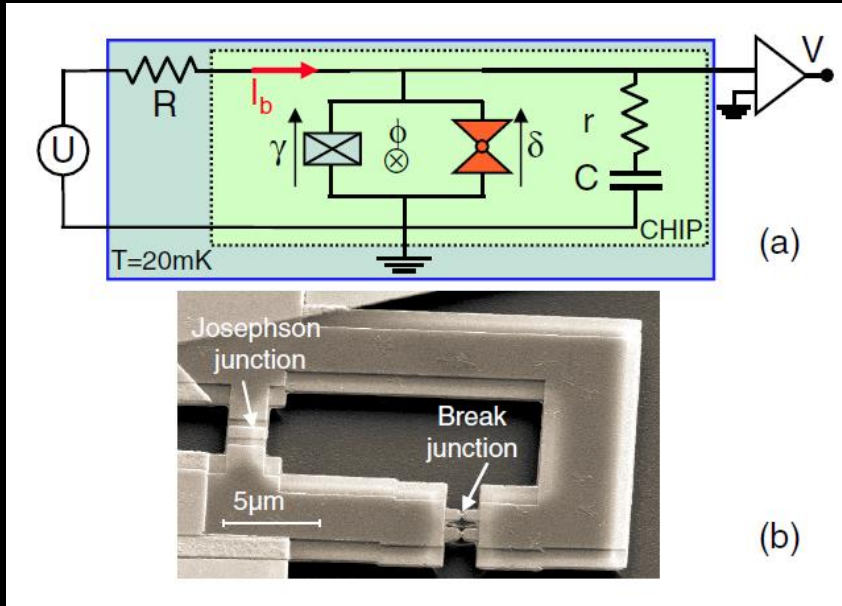 V
R
I_b
U
γ
ϕ
δ
r
C
CHIP
T=20mK
(a)
Josephson
junction
Break
junction
5µm
(b)